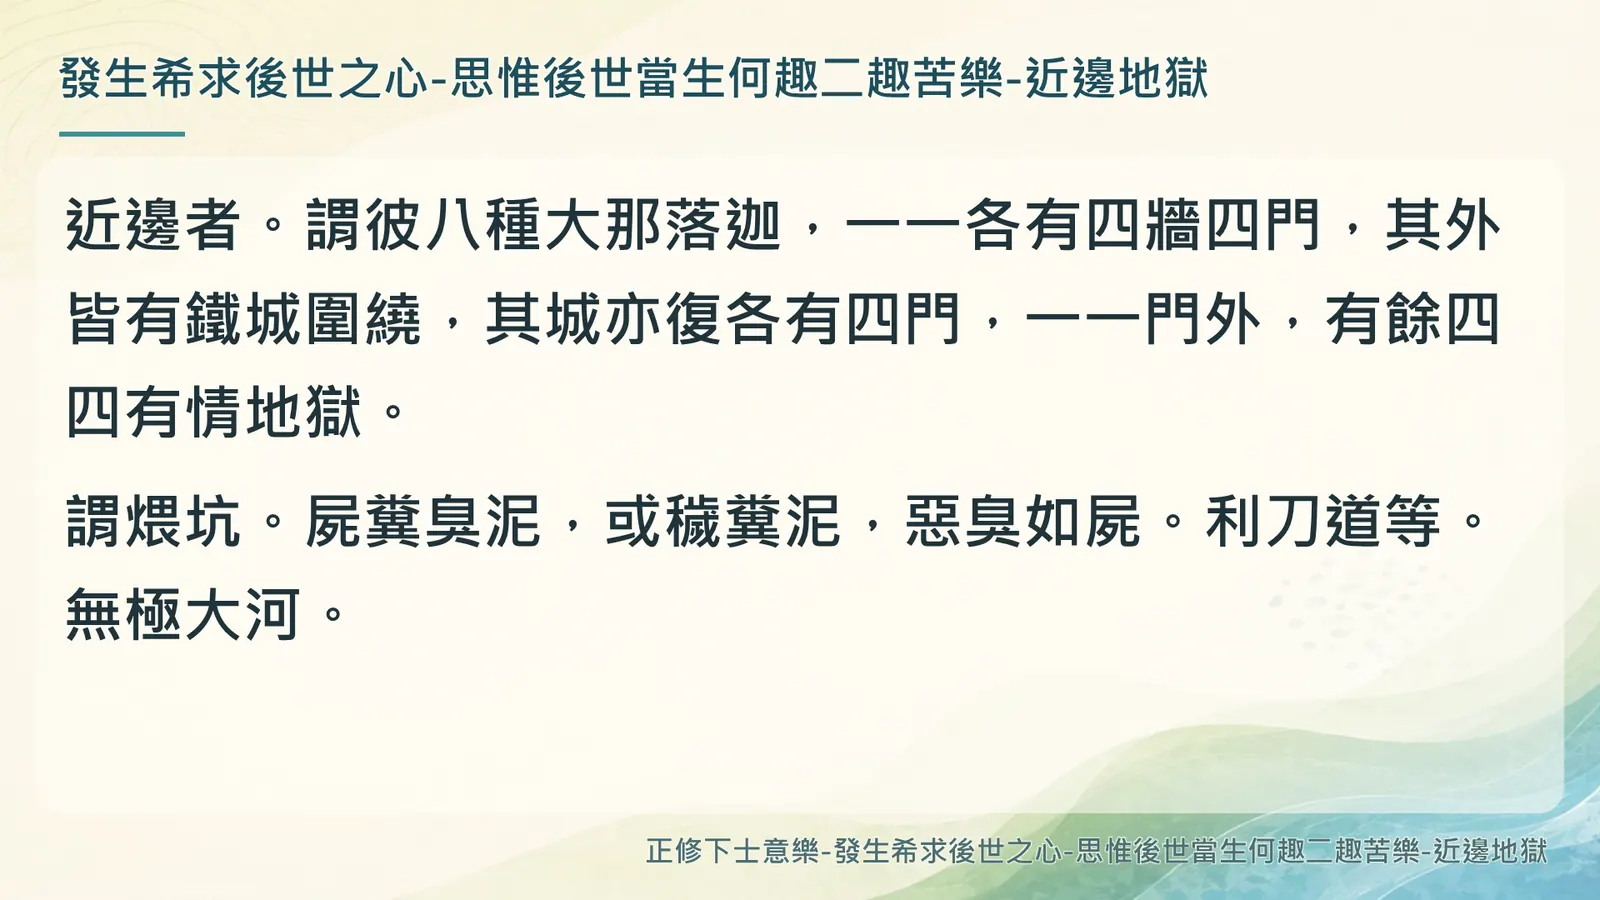 發生希求後世之心-思惟後世當生何趣二趣苦樂-近邊地獄
近邊者。謂彼八種大那落迦，一一各有四牆四門，其外
皆有鐵城圍繞，其城亦復各有四門，一一門外，有餘四
四有情地獄。
謂煨坑。屍糞臭泥，或穢糞泥，惡臭如屍。利刀道等。
無極大河。
正修下士意樂-發生希求後世之心-思惟後世當生何趣二趣苦樂-近邊地獄